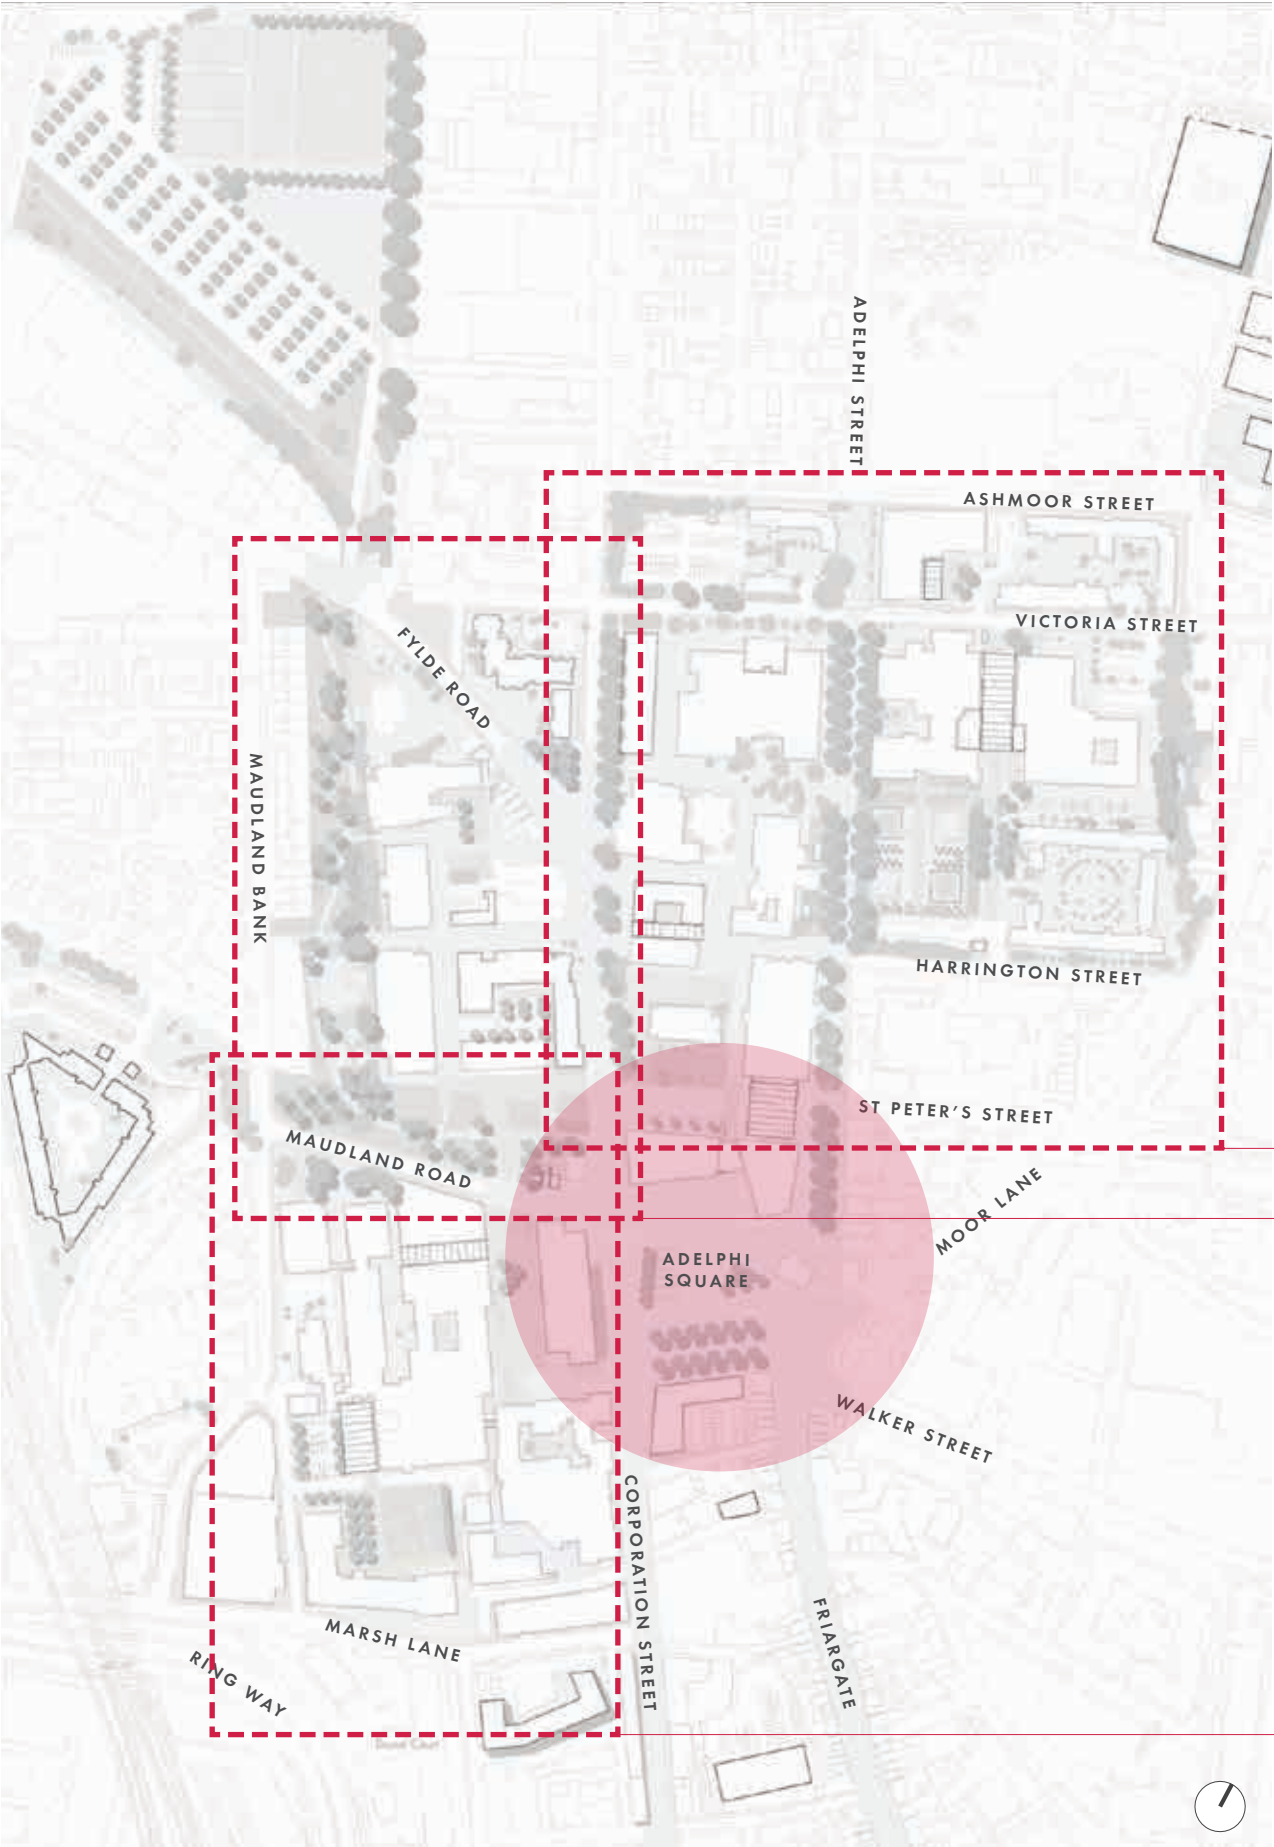 ADELPHI STREET
ASHMOOR STREET
VICTORIA STREET
FYLDE ROAD
MAUDLAND BANK
HARRINGTON STREET
ST PETER'S STREET
MAUDLAND ROAD
MOOR LANE
ADELPHI
SQUARE
WALKER STREET
CORPORATION STREET
FRIARGATE
MARSH LANE
RING WAY